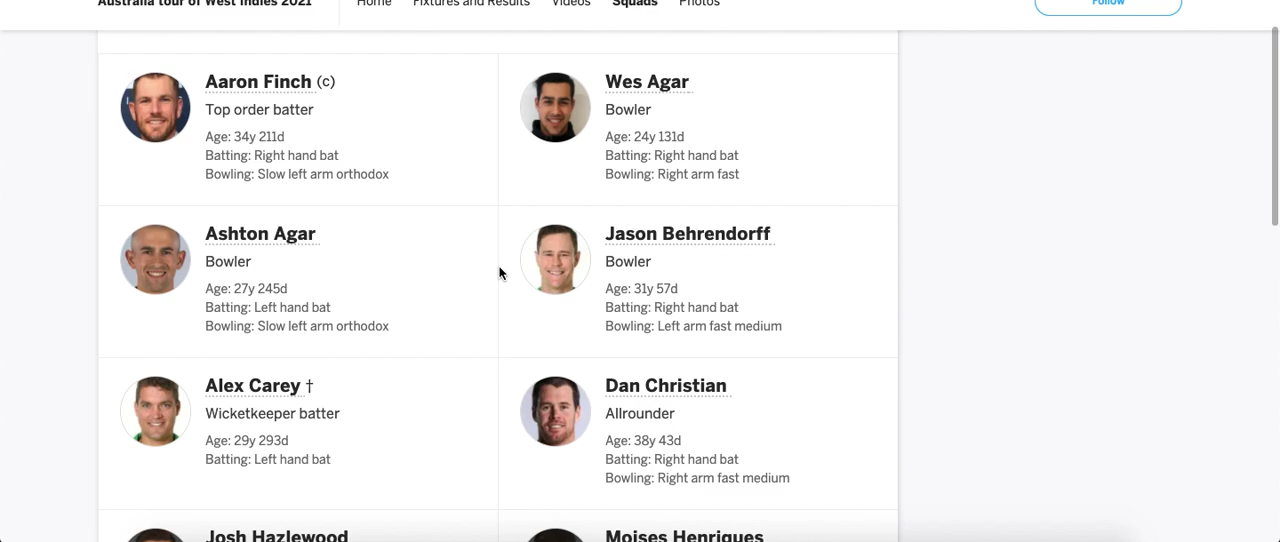 Australia tour of West Indies 2021
Home Fixtures and Results Videos Squads Photos
Follow
Aaron Finch (c)
Top order batter
Age: 34y 211d
Batting: Right hand bat
Bowling: Slow left arm orthodox
Wes Agar
Bowler
Age: 24y 131d
Batting: Right hand bat
Bowling: Right arm fast
Ashton Agar
Bowler
Age: 27y 245d
Batting: Left hand bat
Bowling: Slow left arm orthodox
Jason Behrendorff
Bowler
Age: 31y 57d
Batting: Right hand bat
Bowling: Left arm fast medium
Alex Carey †
Wicketkeeper batter
Age: 29y 293d
Batting: Left hand bat
Dan Christian
Allrounder
Age: 38y 43d
Batting: Right hand bat
Bowling: Right arm fast medium
Josh Hazlewood
Moises Henriques